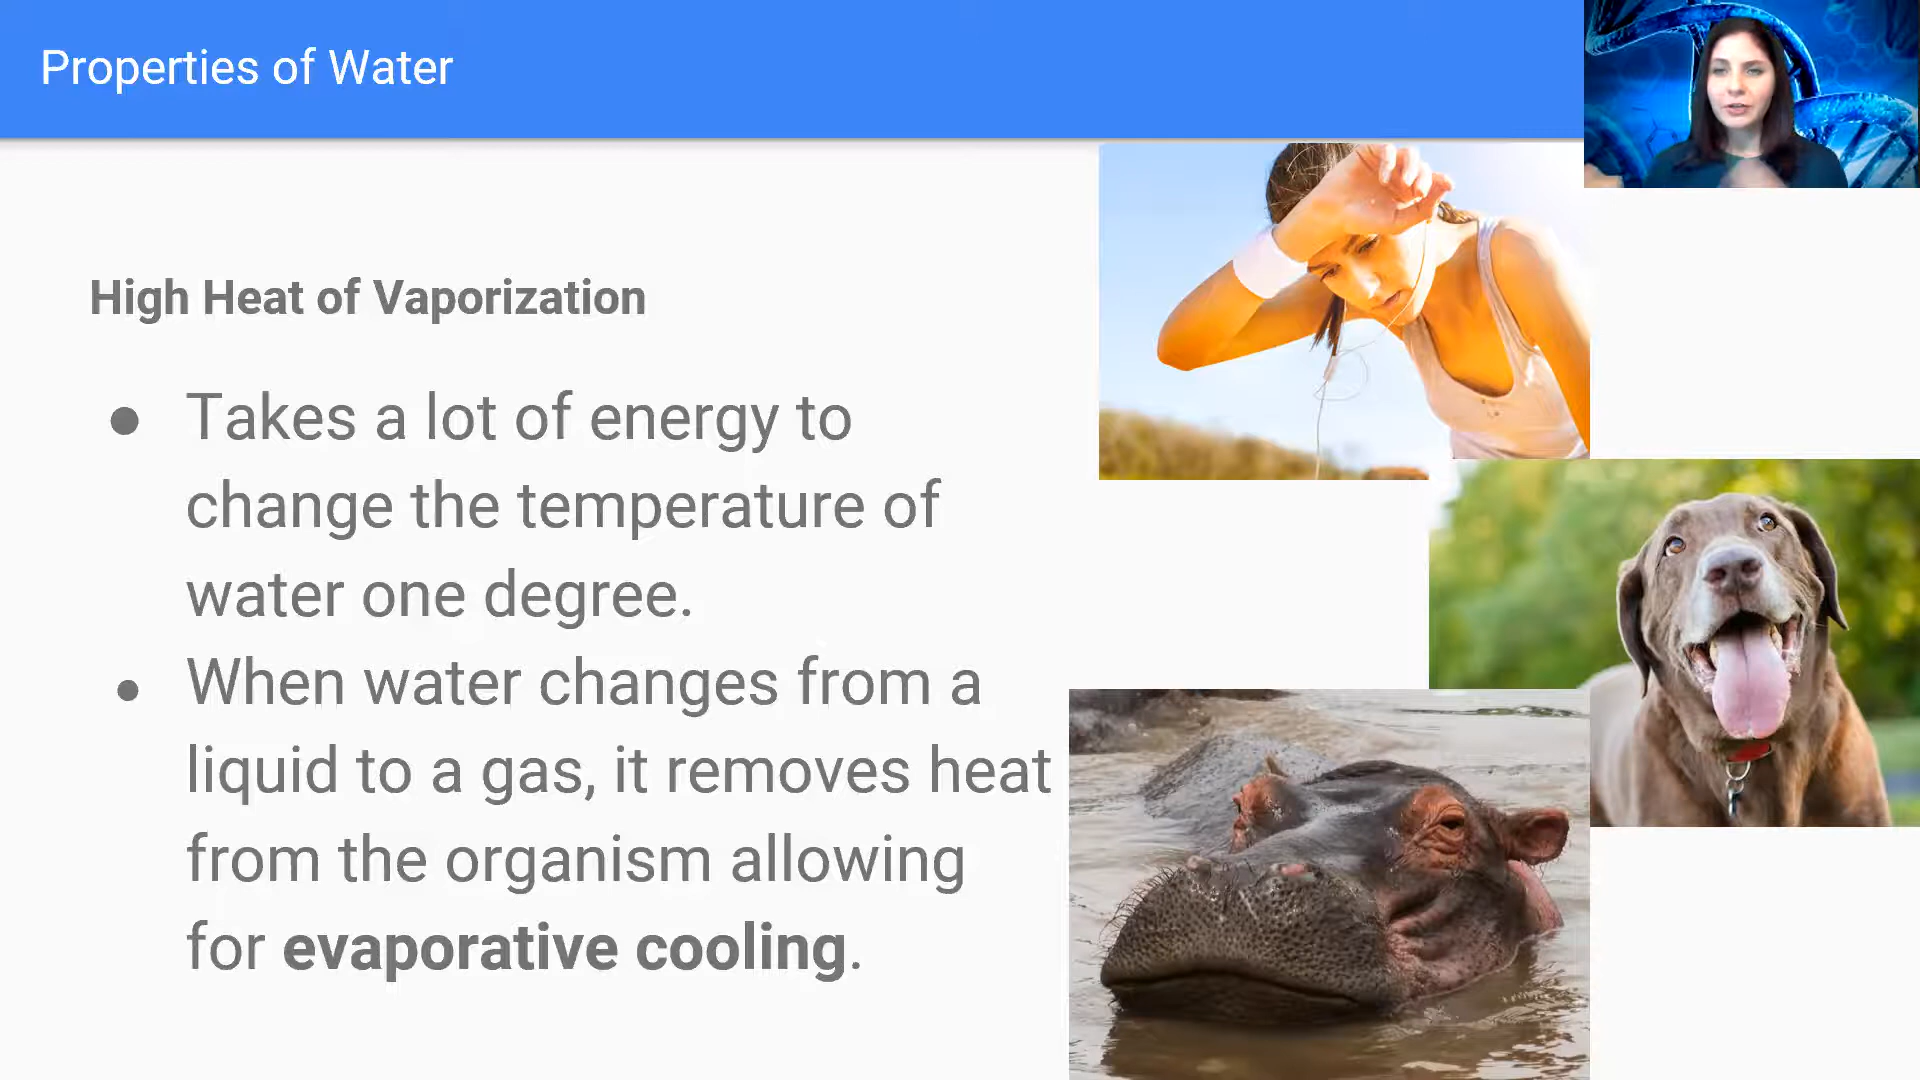 Properties of Water
High Heat of Vaporization
● Takes a lot of energy to
change the temperature of
water one degree.
● When water changes from a
liquid to a gas, it removes heat
from the organism allowing
for evaporative cooling.